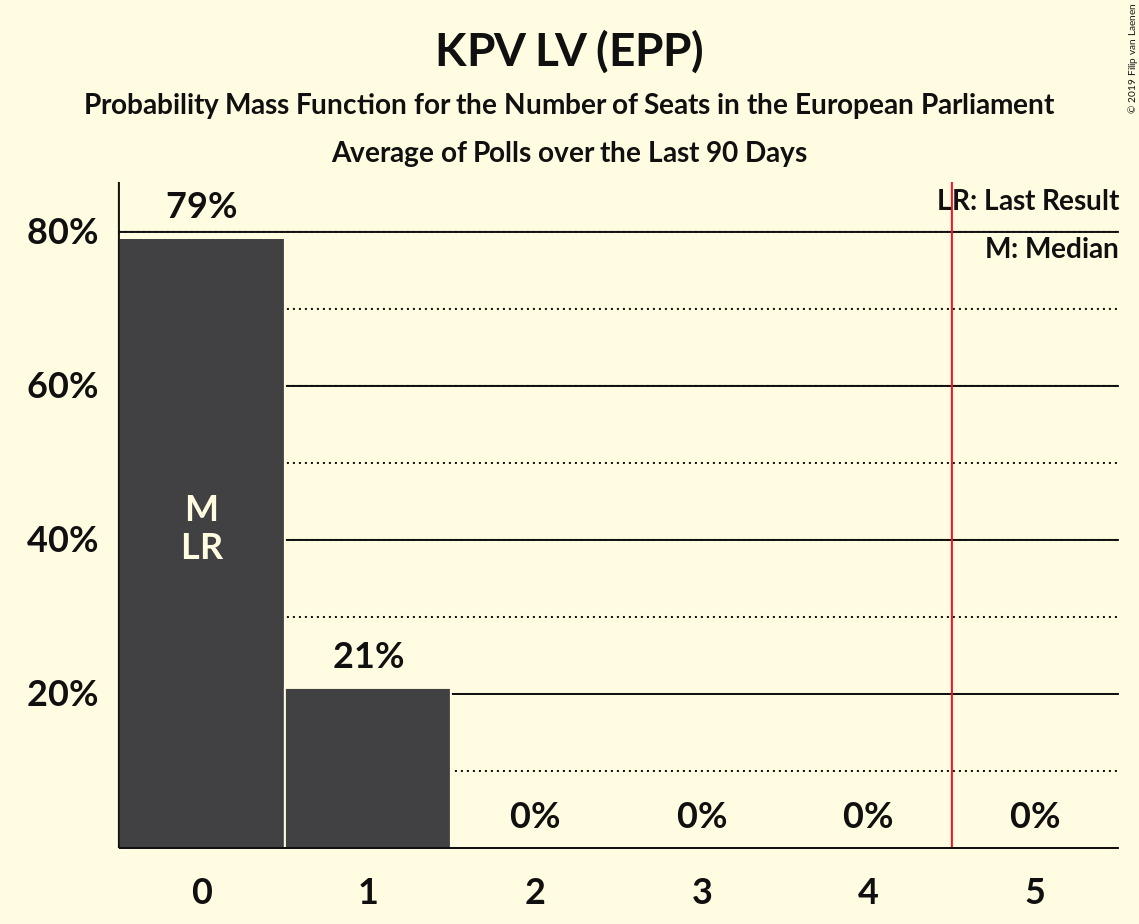 KPV LV (EPP)
Probability Mass Function for the Number of Seats in the European Parliament
Average of Polls over the Last 90 Days
© 2019 Filip van Laenen
LR: Last Result
M: Median
80%
60%
40%
20%
79%
M
LR
21%
0%
0%
0%
0%
0
1
2
3
4
5